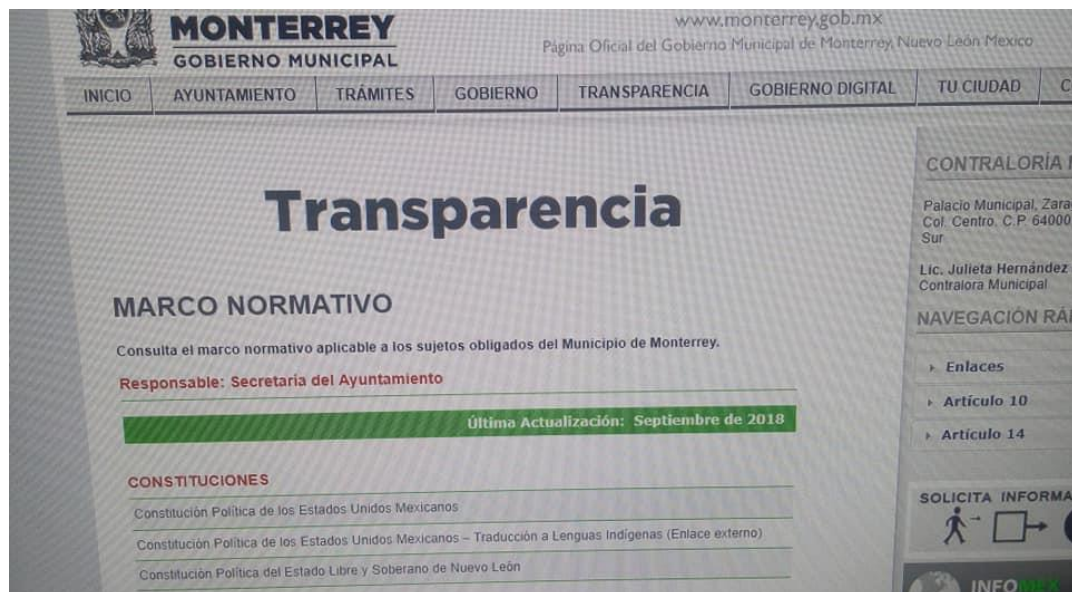 MONTERREY
GOBIERNO MUNICIPAL
www.monterrey.gob.mx
Página Oficial del Gobierno Municipal de Monterrey, Nuevo León Mexico
INICIO AYUNTAMIENTO TRÁMITES GOBIERNO TRANSPARENCIA GOBIERNO DIGITAL TU CIUDAD
Transparencia
MARCO NORMATIVO
Consulta el marco normativo aplicable a los sujetos obligados del Municipio de Monterrey.
Responsable: Secretaria del Ayuntamiento
Última Actualización: Septiembre de 2018
CONSTITUCIONES
Constitución Política de los Estados Unidos Mexicanos
Constitución Política de los Estados Unidos Mexicanos – Traducción a Lenguas Indígenas (Enlace externo)
Constitución Política del Estado Libre y Soberano de Nuevo León
CONTRALORÍA
Palacio Municipal, Zara
Col. Centro. C.P. 64000
Sur
Lic. Julieta Hernández
Contralora Municipal
NAVEGACIÓN RÁ
Enlaces
Artículo 10
Artículo 14
SOLICITA INFORMA
INFOMEX